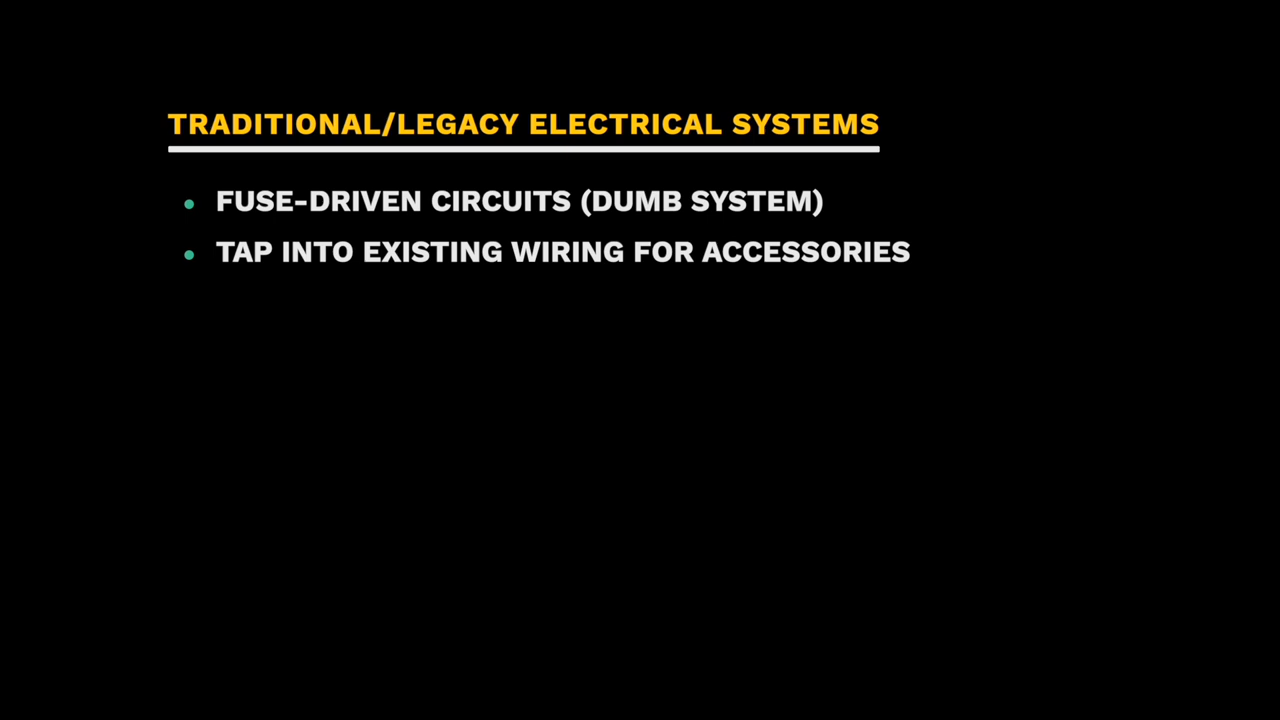 TRADITIONAL/LEGACY ELECTRICAL SYSTEMS
FUSE-DRIVEN CIRCUITS (DUMB SYSTEM)
TAP INTO EXISTING WIRING FOR ACCESSORIES